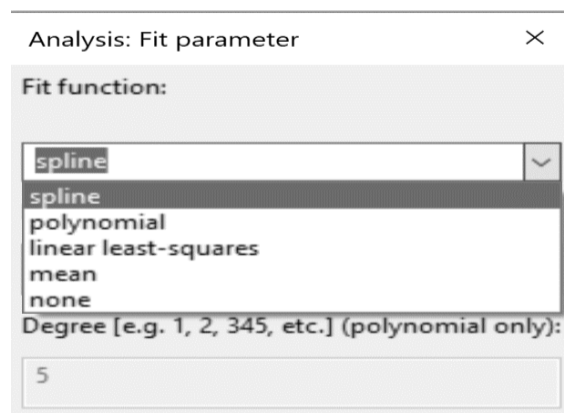 Analysis: Fit parameter
Fit function:
spline
spline
polynomial
linear least-squares
mean
none
Degree [e.g. 1, 2, 345, etc.] (polynomial only):
5